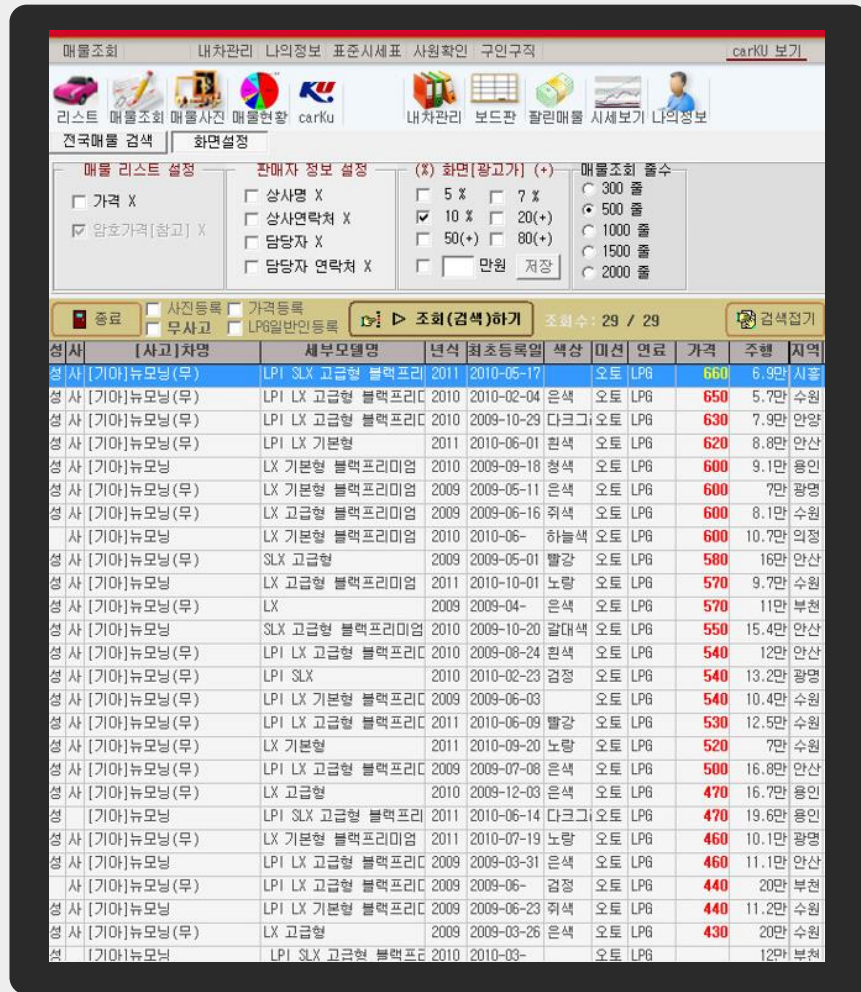 매물조회 내차관리 나의정보 표준시세표 사원확인 구인구직 carKU 보기
KU
리스트 매물조회 매물사진 매물현황 carKu 내차관리 보드판 팔린매물 시세보기 나의정보
전국매물 검색 화면설정
매물 리스트 설정 판매자 정보 설정 (%) 화면[광고가] (+) 매물조회 줄수
가격 X 상사명 X 5 % 7 % 300 줄
암호가격[참고] X 상사연락처 X 10 % 20(+) 500 줄
담당자 X 50(+) 80(+) 1000 줄
담당자 연락처 X 만원 저장 1500 줄
2000 줄
종료 사진등록 가격등록 무사고 LPG일반인등록 ▷ 조회(검색)하기 조회수: 29 / 29 검색접기
성 사 [사고]차명 세부모델명 년식 최초등록일 색상 미션 연료 가격 주행 지역
성 사 [기아]뉴모닝(무) LPI SLX 고급형 블랙프리 2011 2010-05-17 오토 LPG 660 6.9만 시흥
성 사 [기아]뉴모닝(무) LPI LX 고급형 블랙프리 2010 2010-02-04 은색 오토 LPG 650 5.7만 수원
성 사 [기아]뉴모닝(무) LPI LX 고급형 블랙프리 2010 2009-10-29 다크그 오토 LPG 630 7.9만 안양
성 사 [기아]뉴모닝(무) LPI LX 기본형 2011 2010-06-01 흰색 오토 LPG 620 8.8만 안산
성 사 [기아]뉴모닝 LX 기본형 블랙프리미엄 2010 2009-09-18 청색 오토 LPG 600 9.1만 용인
성 사 [기아]뉴모닝(무) LX 기본형 블랙프리미엄 2009 2009-05-11 은색 오토 LPG 600 7만 광명
성 사 [기아]뉴모닝(무) LX 고급형 블랙프리미엄 2009 2009-06-16 쥐색 오토 LPG 600 8.1만 수원
사 [기아]뉴모닝 LX 기본형 블랙프리미엄 2010 2010-06- 하늘색 오토 LPG 600 10.7만 의정
성 사 [기아]뉴모닝(무) SLX 고급형 2009 2009-05-01 빨강 오토 LPG 580 16만 안산
성 사 [기아]뉴모닝 LX 고급형 블랙프리미엄 2011 2010-10-01 노랑 오토 LPG 570 9.7만 수원
성 사 [기아]뉴모닝(무) LX 2009 2009-04- 은색 오토 LPG 570 11만 부천
성 사 [기아]뉴모닝 SLX 고급형 블랙프리미엄 2010 2009-10-20 갈대색 오토 LPG 550 15.4만 안산
성 사 [기아]뉴모닝(무) LPI LX 고급형 블랙프리 2010 2009-08-24 흰색 오토 LPG 540 12만 안산
성 사 [기아]뉴모닝(무) LPI SLX 2010 2010-02-23 검정 오토 LPG 540 13.2만 광명
성 사 [기아]뉴모닝(무) LPI LX 기본형 블랙프리 2009 2009-06-03 오토 LPG 540 10.4만 수원
성 사 [기아]뉴모닝(무) LPI LX 고급형 블랙프리 2011 2010-06-09 빨강 오토 LPG 530 12.5만 수원
성 사 [기아]뉴모닝(무) LX 기본형 2011 2010-09-20 노랑 오토 LPG 520 7만 수원
성 사 [기아]뉴모닝(무) LPI LX 고급형 블랙프리 2009 2009-07-08 은색 오토 LPG 500 16.8만 안산
성 사 [기아]뉴모닝(무) LX 고급형 2010 2009-12-03 은색 오토 LPG 470 16.7만 용인
성 [기아]뉴모닝 LPI SLX 고급형 블랙프리 2011 2010-06-14 다크그 오토 LPG 470 19.6만 용인
성 사 [기아]뉴모닝(무) LX 기본형 블랙프리미엄 2011 2010-07-19 노랑 오토 LPG 460 10.1만 광명
성 사 [기아]뉴모닝 LPI LX 고급형 블랙프리 2009 2009-03-31 은색 오토 LPG 460 11.1만 안산
사 [기아]뉴모닝(무) LPI LX 고급형 블랙프리 2009 2009-06- 검정 오토 LPG 440 20만 부천
성 사 [기아]뉴모닝 LPI LX 기본형 블랙프리 2009 2009-06-23 쥐색 오토 LPG 440 11.2만 수원
성 사 [기아]뉴모닝(무) LX 고급형 2009 2009-03-26 은색 오토 LPG 430 20만 수원
성 [기아]뉴모닝 LPI SLX 고급형 블랙프 2010 2010-03- 오토 LPG 12만 부천